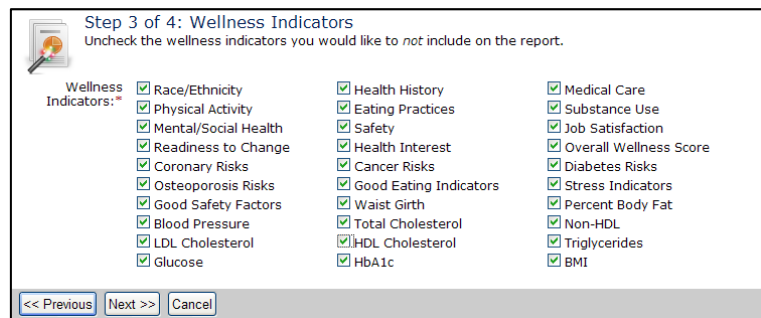 Step 3 of 4: Wellness Indicators
Uncheck the wellness indicators you would like to not include on the report.
Wellness Indicators:*
Race/Ethnicity Health History Medical Care
Physical Activity Eating Practices Substance Use
Mental/Social Health Safety Job Satisfaction
Readiness to Change Health Interest Overall Wellness Score
Coronary Risks Cancer Risks Diabetes Risks
Osteoporosis Risks Good Eating Indicators Stress Indicators
Good Safety Factors Waist Girth Percent Body Fat
Blood Pressure Total Cholesterol Non-HDL
LDL Cholesterol HDL Cholesterol Triglycerides
Glucose HbA1c BMI
<< Previous Next >> Cancel